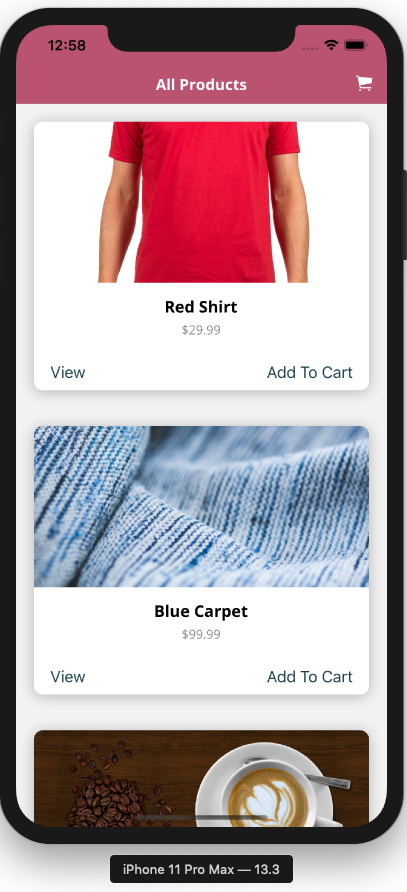 12:58
All Products
Red Shirt
$29.99
View Add To Cart
Blue Carpet
$99.99
View Add To Cart
iPhone 11 Pro Max — 13.3